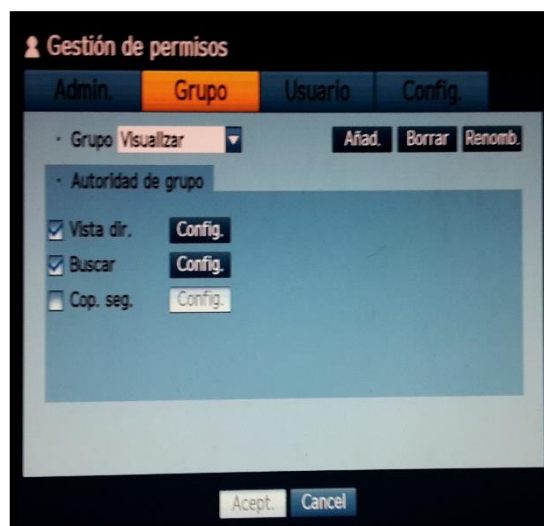 Gestión de permisos
Admin. Grupo Usuario Config.
· Grupo Visualizar Añad. Borrar Renomb.
· Autoridad de grupo
Vista dir. Config.
Buscar Config.
Cop. seg. Config.
Acept. Cancel